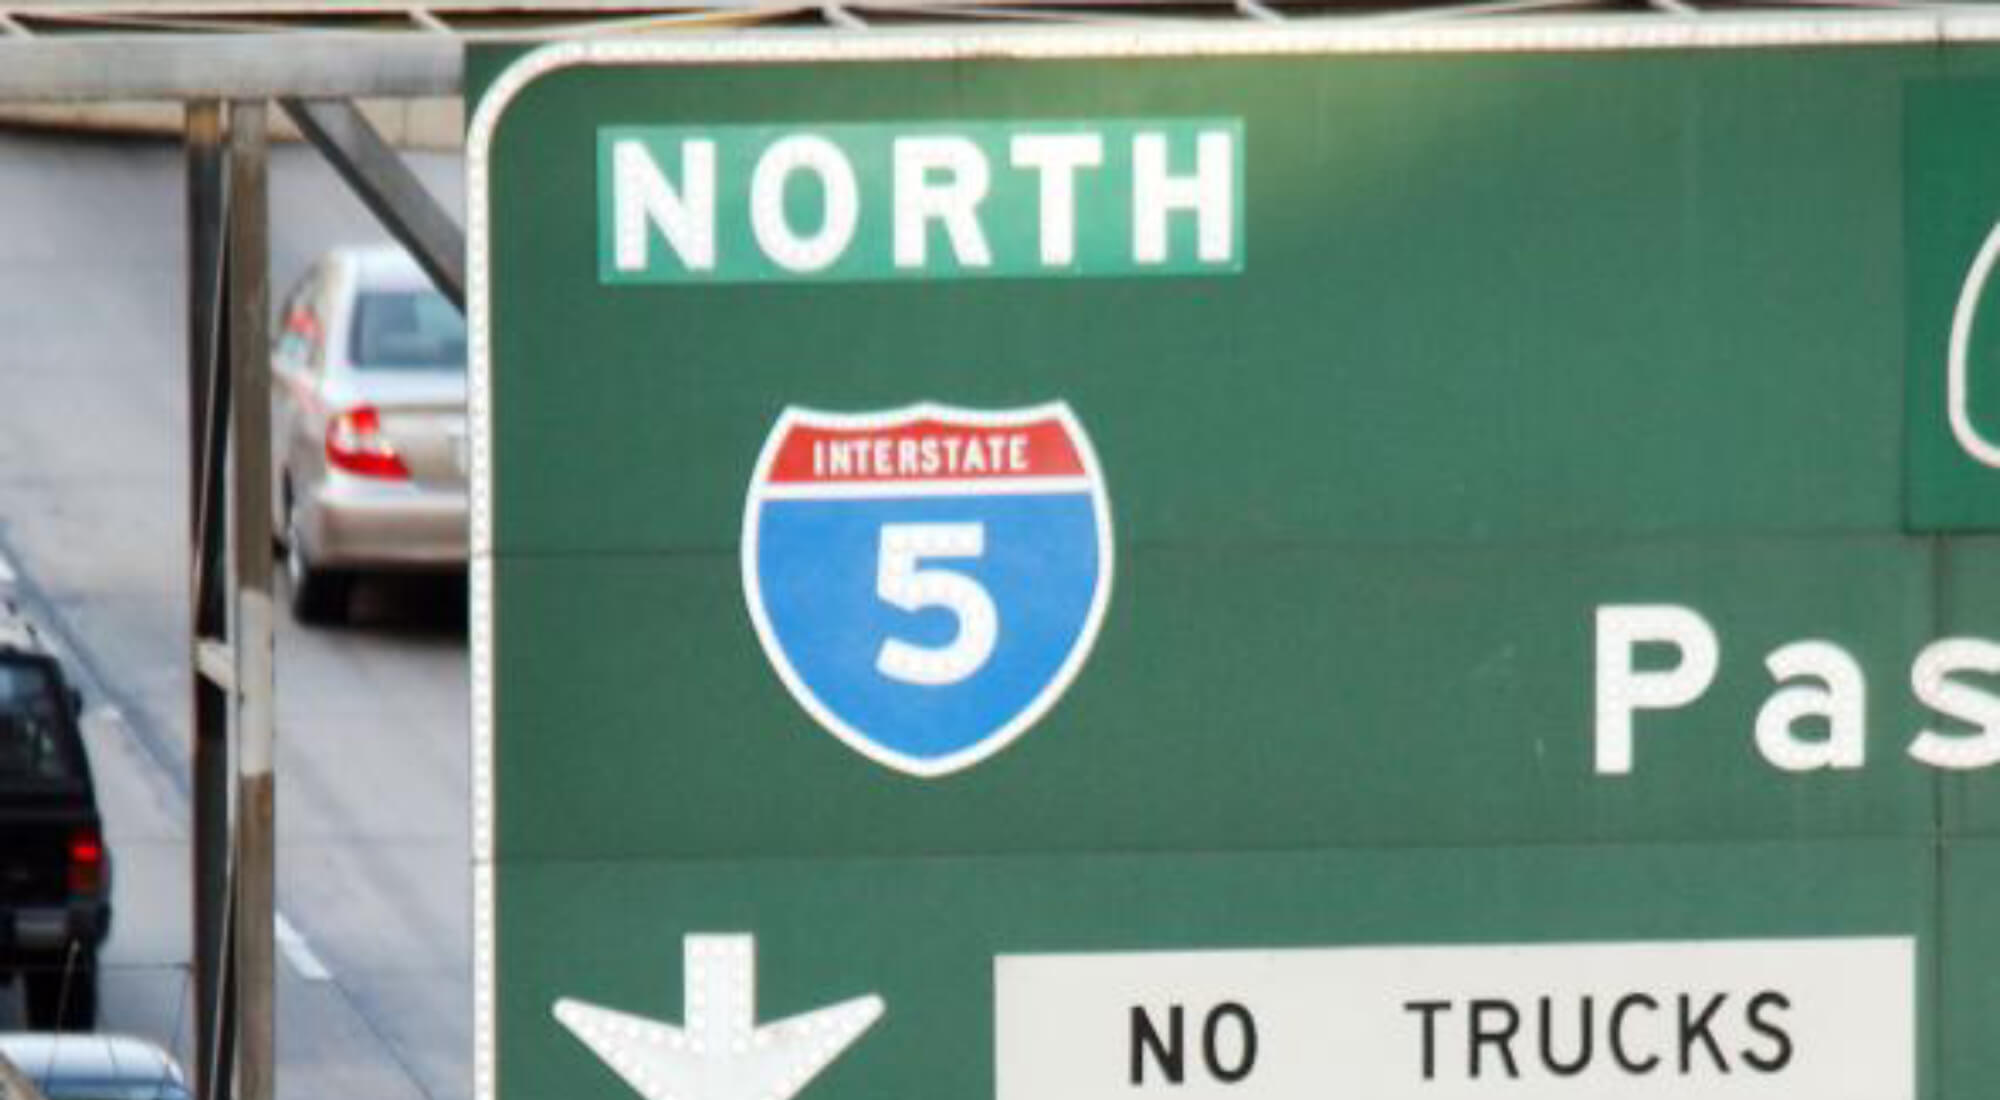 NORTH
INTERSTATE
5
Pas
NO TRUCKS